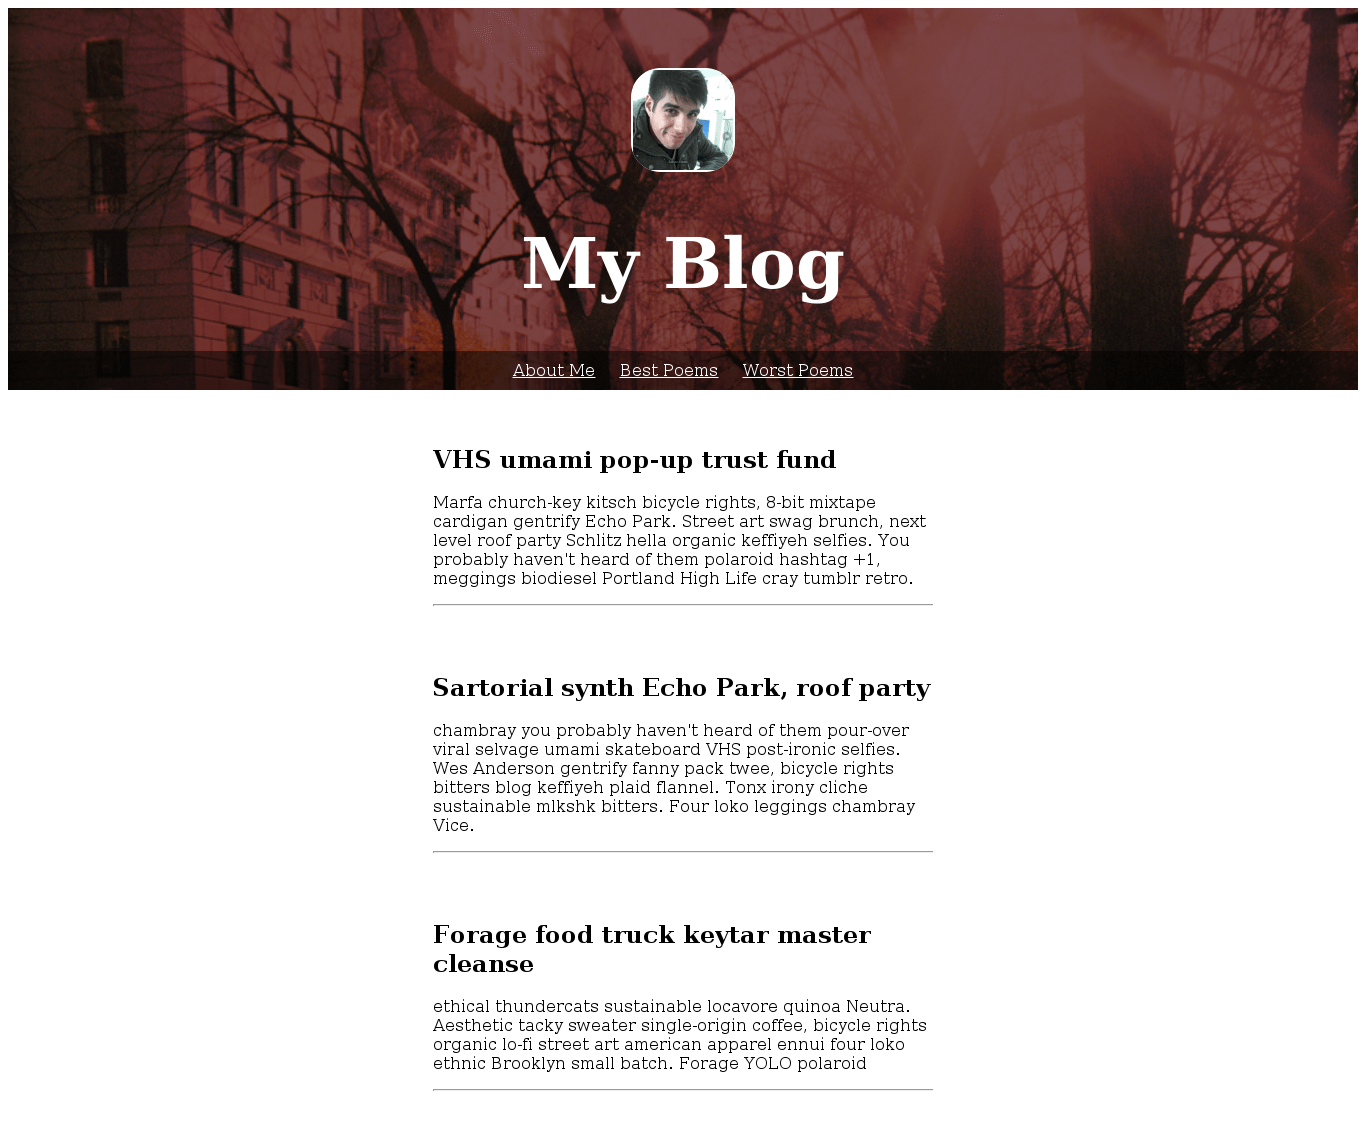 My Blog
About Me Best Poems Worst Poems
VHS umami pop-up trust fund
Marfa church-key kitsch bicycle rights, 8-bit mixtape
cardigan gentrify Echo Park. Street art swag brunch, next
level roof party Schlitz hella organic keffiyeh selfies. You
probably haven't heard of them polaroid hashtag +1,
meggings biodiesel Portland High Life cray tumblr retro.
Sartorial synth Echo Park, roof party
chambray you probably haven't heard of them pour-over
viral selvage umami skateboard VHS post-ironic selfies.
Wes Anderson gentrify fanny pack twee, bicycle rights
bitters blog keffiyeh plaid flannel. Tonx irony cliche
sustainable mlkshk bitters. Four loko leggings chambray
Vice.
Forage food truck keytar master
cleanse
ethical thundercats sustainable locavore quinoa Neutra.
Aesthetic tacky sweater single-origin coffee, bicycle rights
organic lo-fi street art american apparel ennui four loko
ethnic Brooklyn small batch. Forage YOLO polaroid